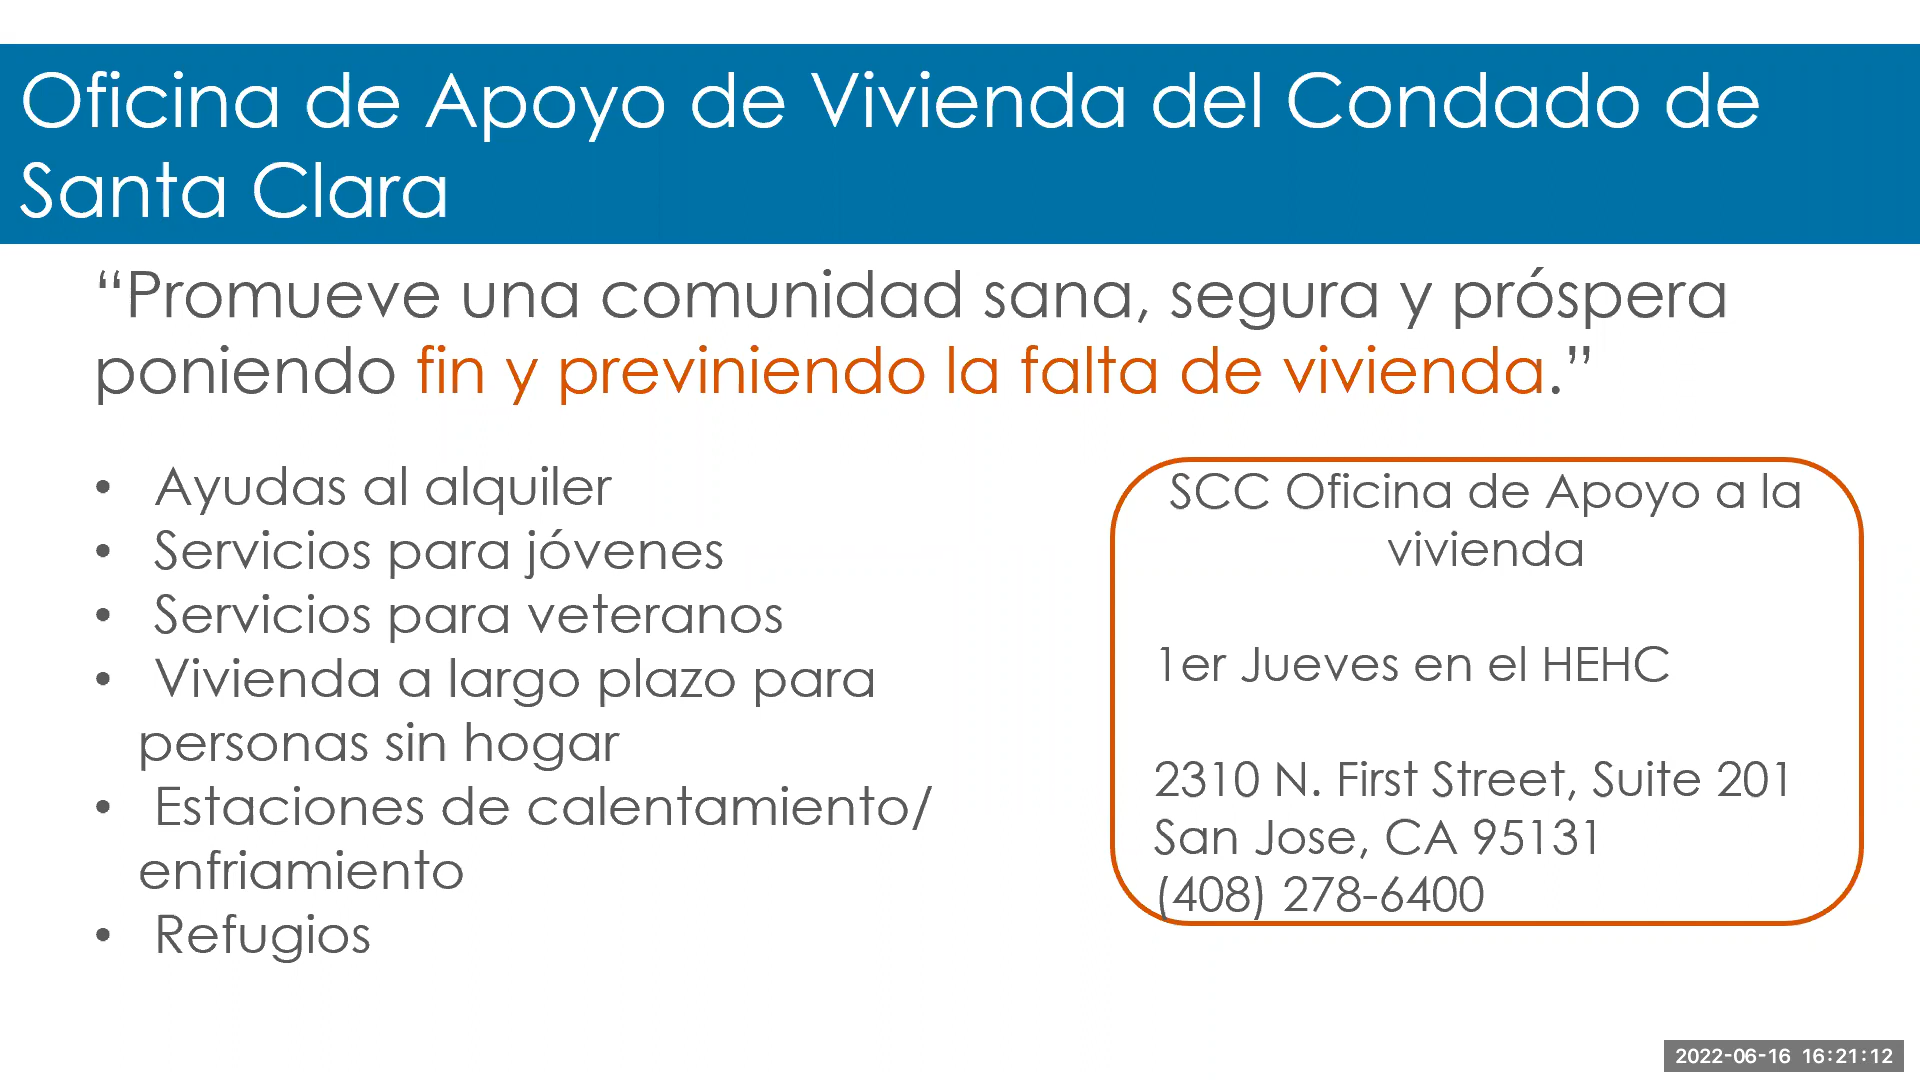 Oficina de Apoyo de Vivienda del Condado de
Santa Clara
“Promueve una comunidad sana, segura y próspera
poniendo fin y previniendo la falta de vivienda.”
• Ayudas al alquiler
• Servicios para jóvenes
• Servicios para veteranos
• Vivienda a largo plazo para
personas sin hogar
• Estaciones de calentamiento/
enfriamiento
• Refugios
SCC Oficina de Apoyo a la
vivienda
1er Jueves en el HEHC
2310 N. First Street, Suite 201
San Jose, CA 95131
(408) 278-6400
2022-06-16 16:21:12